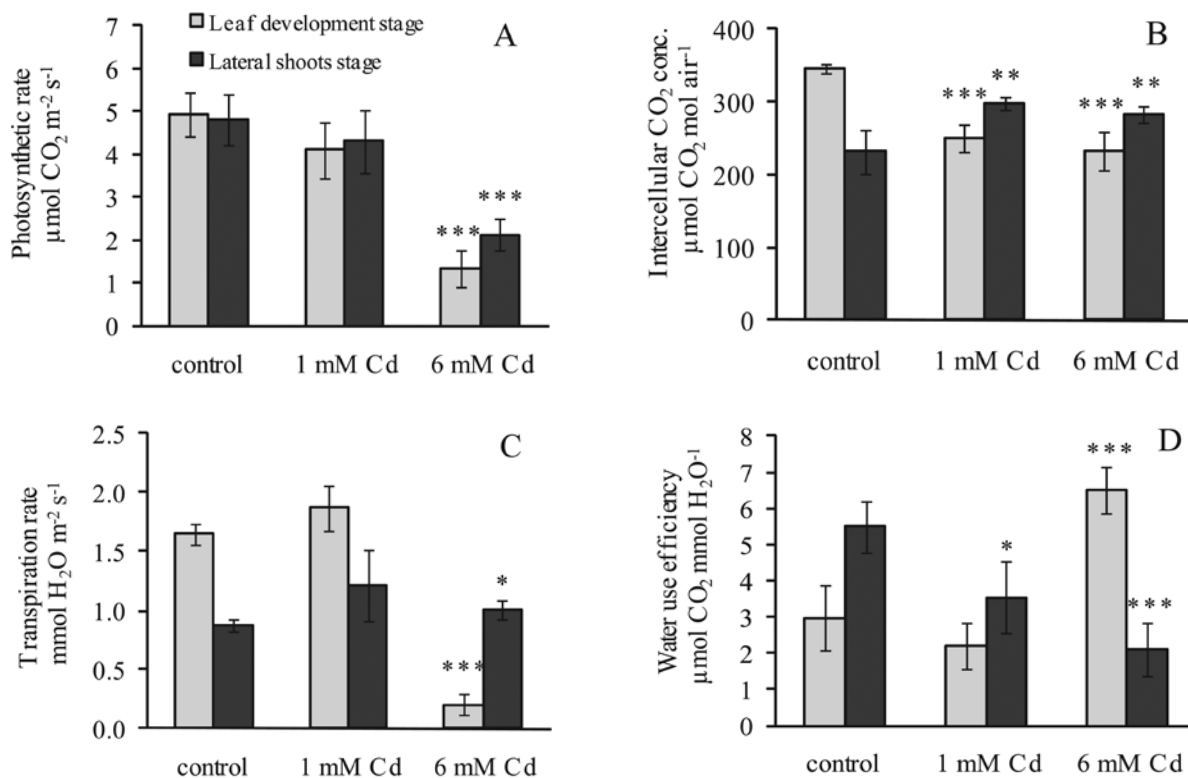 Leaf development stage
Lateral shoots stage
A
Photosynthetic rate
µmol CO₂ m⁻² s⁻¹
7
6
5
4
3
2
1
0
***
***
control
1 mM Cd
6 mM Cd
B
Intercellular CO₂ conc.
µmol CO₂ mol air⁻¹
400
300
200
100
0
***
**
***
**
control
1 mM Cd
6 mM Cd
C
Transpiration rate
mmol H₂O m⁻² s⁻¹
2.5
2.0
1.5
1.0
0.5
0.0
***
*
control
1 mM Cd
6 mM Cd
D
Water use efficiency
µmol CO₂ mmol H₂O⁻¹
8
7
6
5
4
3
2
1
0
*
***
***
control
1 mM Cd
6 mM Cd